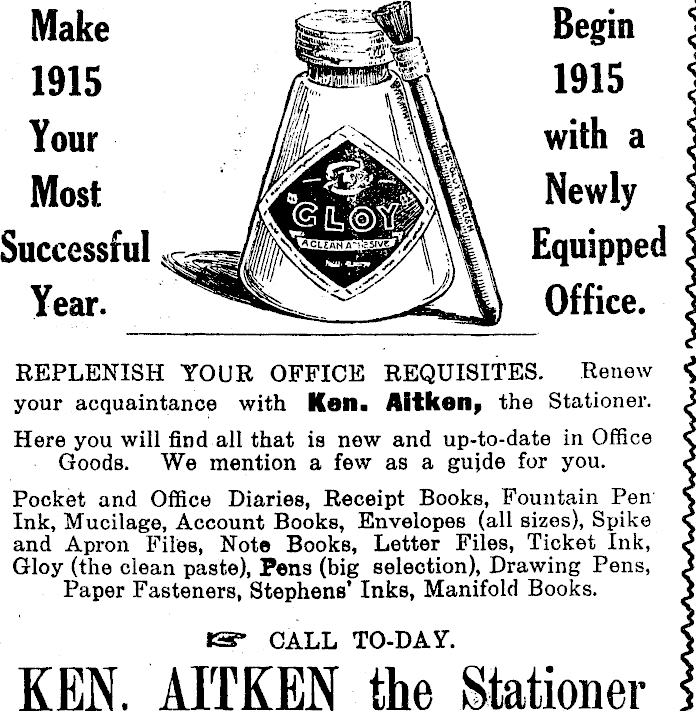 Make
1915
Your
Most
Successful
Year.
"GLOY"
A CLEAN ADHESIVE
Begin
1915
with a
Newly
Equipped
Office.
REPLENISH YOUR OFFICE REQUISITES. Renew
your acquaintance with Ken. Aitken, the Stationer.
Here you will find all that is new and up-to-date in Office
Goods. We mention a few as a guide for you.
Pocket and Office Diaries, Receipt Books, Fountain Pen
Ink, Mucilage, Account Books, Envelopes (all sizes), Spike
and Apron Files, Note Books, Letter Files, Ticket Ink,
Gloy (the clean paste), Pens (big selection), Drawing Pens,
Paper Fasteners, Stephens' Inks, Manifold Books.
☞ CALL TO-DAY.
KEN. AITKEN the Stationer